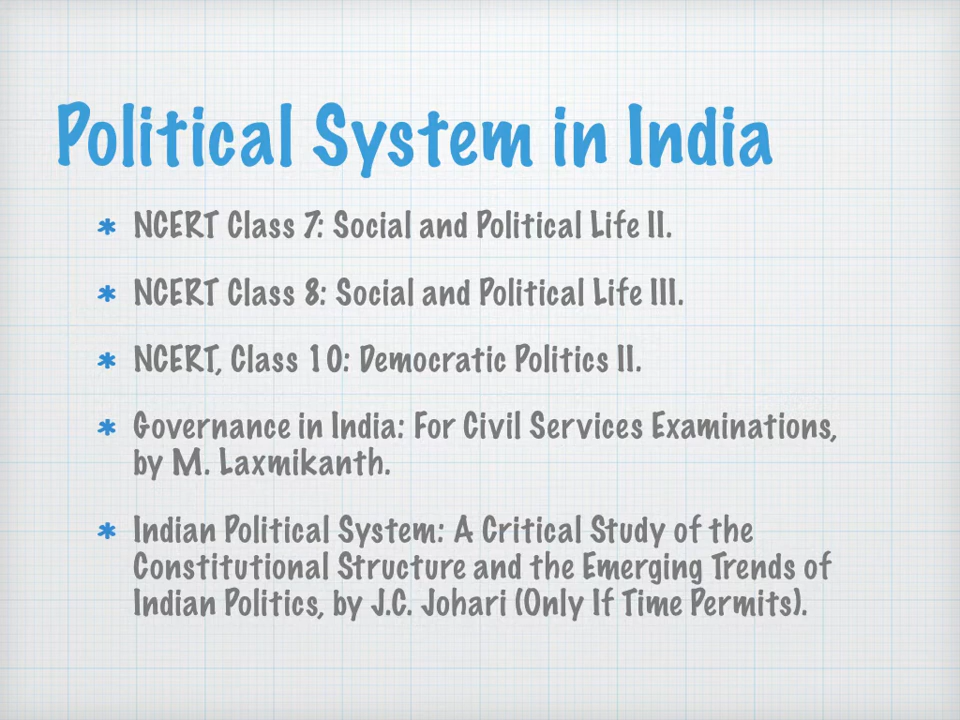 Political System in India
NCERT Class 7: Social and Political Life II.
NCERT Class 8: Social and Political Life III.
NCERT, Class 10: Democratic Politics II.
Governance in India: For Civil Services Examinations,
by M. Laxmikanth.
Indian Political System: A Critical Study of the
Constitutional Structure and the Emerging Trends of
Indian Politics, by J.C. Johari (Only If Time Permits).